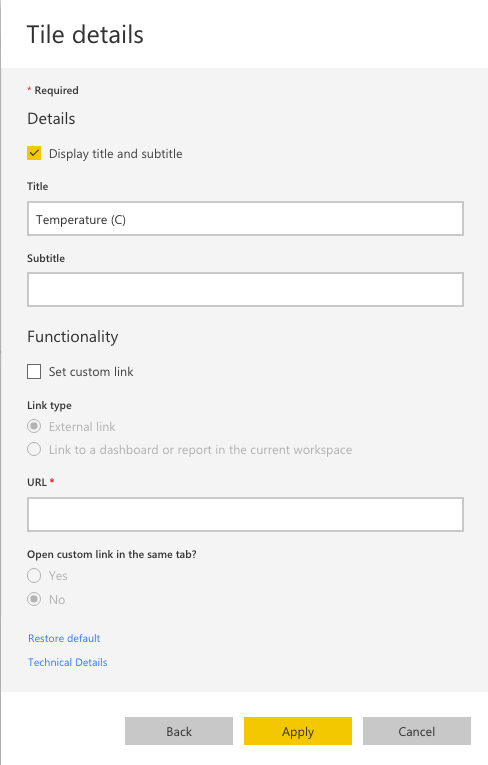 Tile details
* Required
Details
Display title and subtitle
Title
Temperature (C)
Subtitle
Functionality
Set custom link
Link type
External link
Link to a dashboard or report in the current workspace
URL *
Open custom link in the same tab?
Yes
No
Restore default
Technical Details
Back Apply Cancel